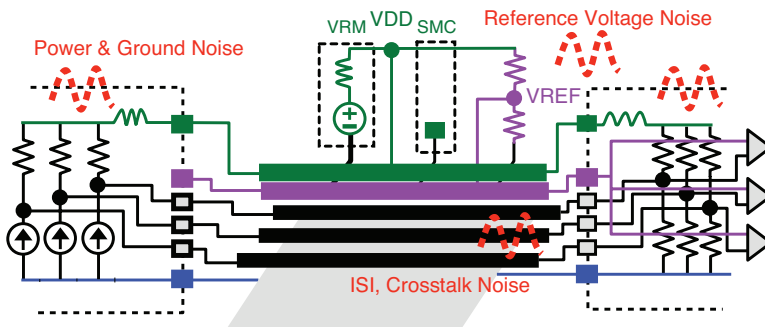 Reference Voltage Noise
VRM VDD SMC
Power & Ground Noise
VREF
ISI, Crosstalk Noise